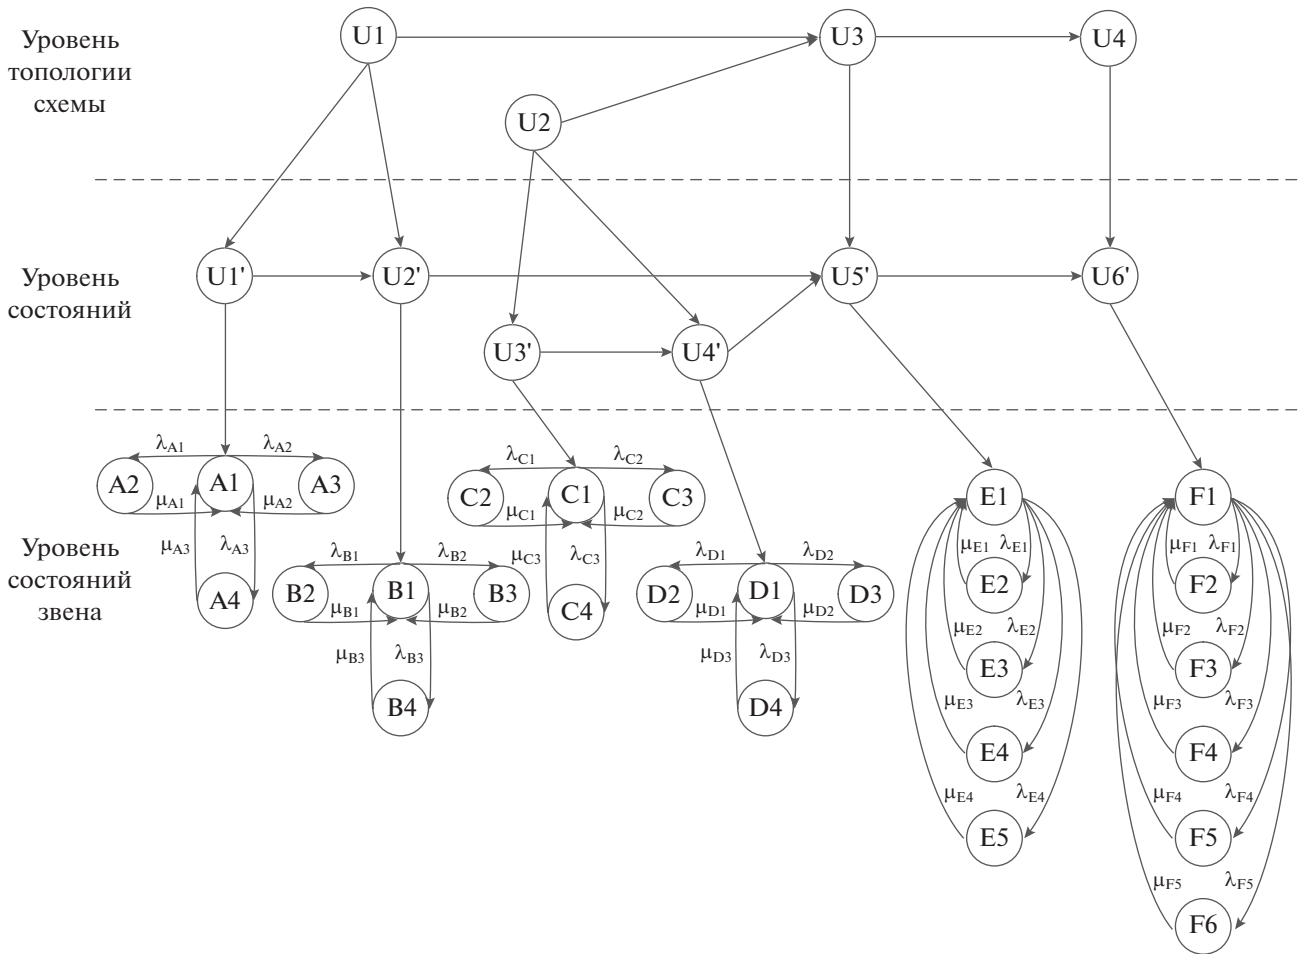 Уровень
топологии
схемы
U1
U3
U4
U2
Уровень
состояний
U1'
U2'
U5'
U6'
U3'
U4'
Уровень
состояний
звена
λA1
λA2
A2
A1
A3
μA1
μA2
μA3
λA3
A4
λB1
λB2
B2
B1
B3
μB1
μB2
μB3
λB3
B4
λC1
λC2
C2
C1
C3
μC1
μC2
μC3
λC3
C4
λD1
λD2
D2
D1
D3
μD1
μD2
μD3
λD3
D4
E1
μE1
λE1
E2
μE2
λE2
E3
μE3
λE3
E4
μE4
λE4
E5
F1
μF1
λF1
F2
μF2
λF2
F3
μF3
λF3
F4
μF4
λF4
F5
μF5
λF5
F6